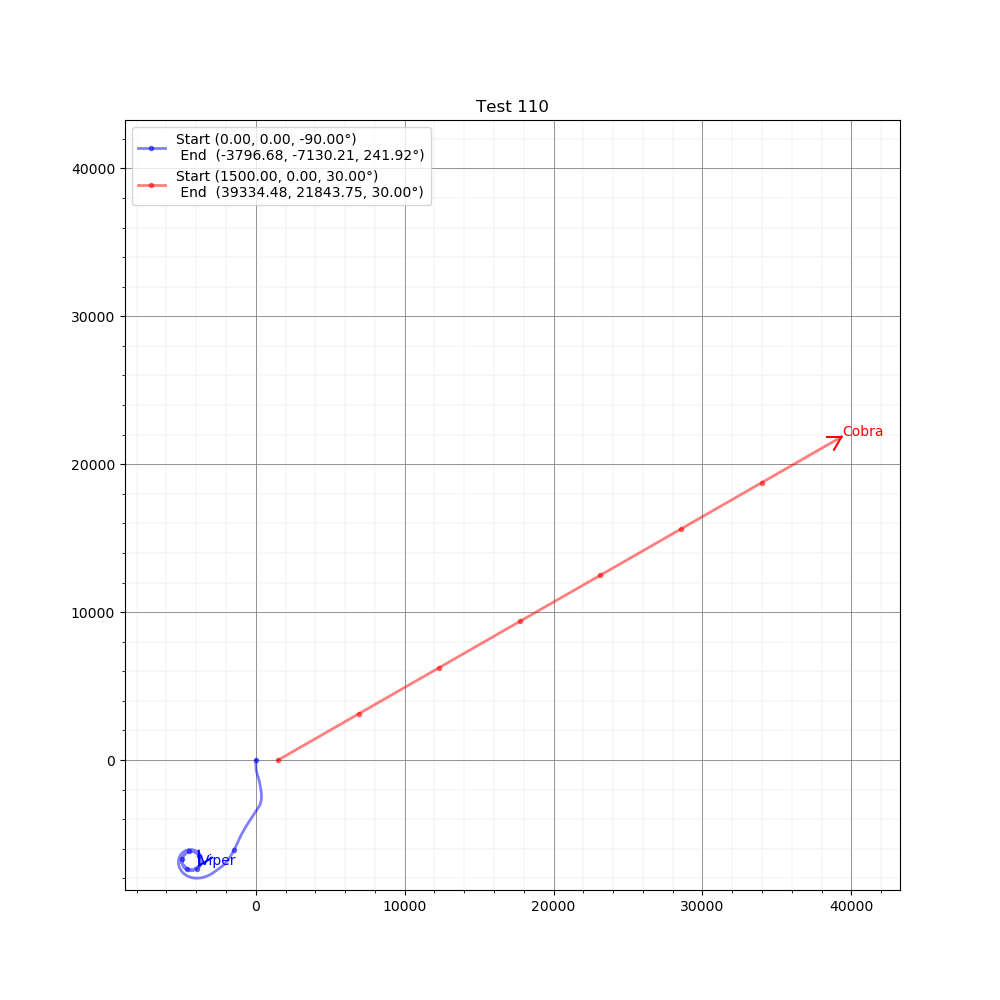 Test 110
Start (0.00, 0.00, -90.00°)
End (-3796.68, -7130.21, 241.92°)
Start (1500.00, 0.00, 30.00°)
End (39334.48, 21843.75, 30.00°)
40000
30000
20000
10000
0
Cobra
Viper
0
10000
20000
30000
40000